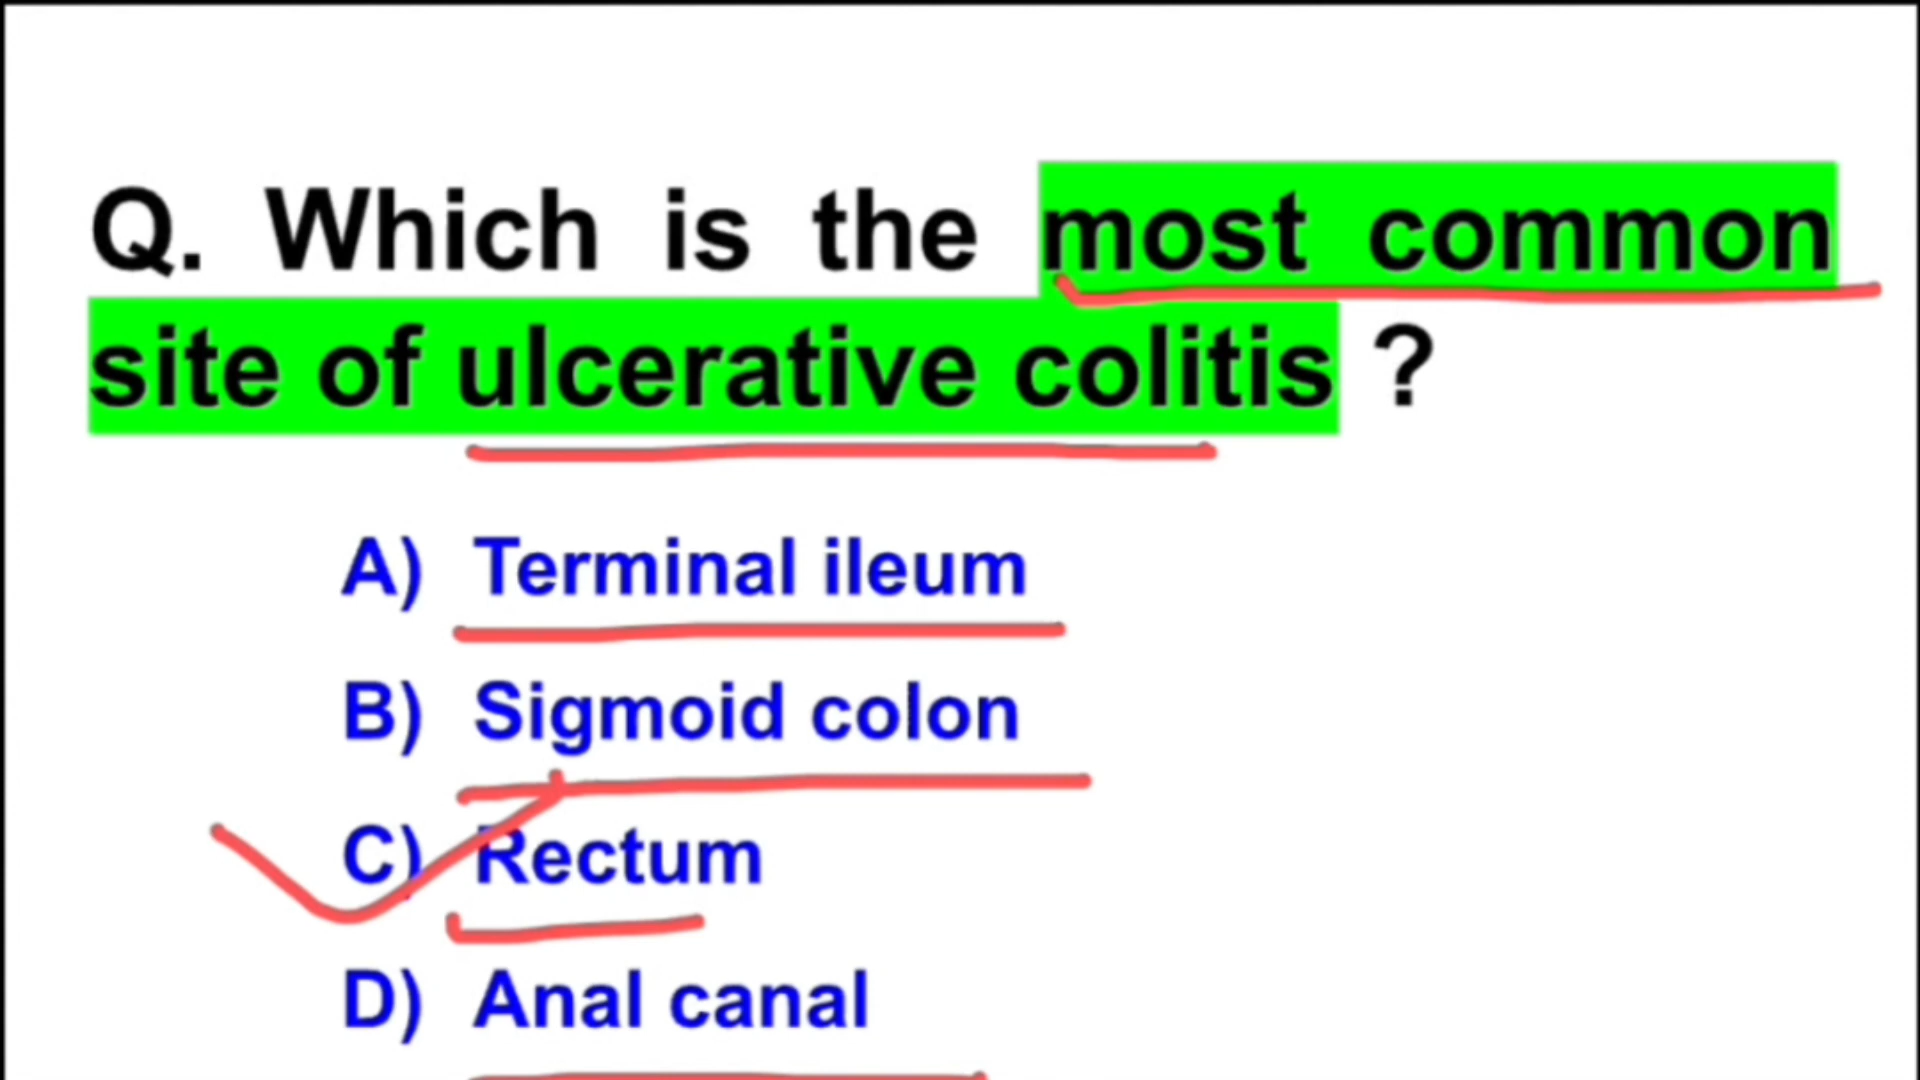 Q. Which is the most common
site of ulcerative colitis ?
A) Terminal ileum
B) Sigmoid colon
C) Rectum
D) Anal canal